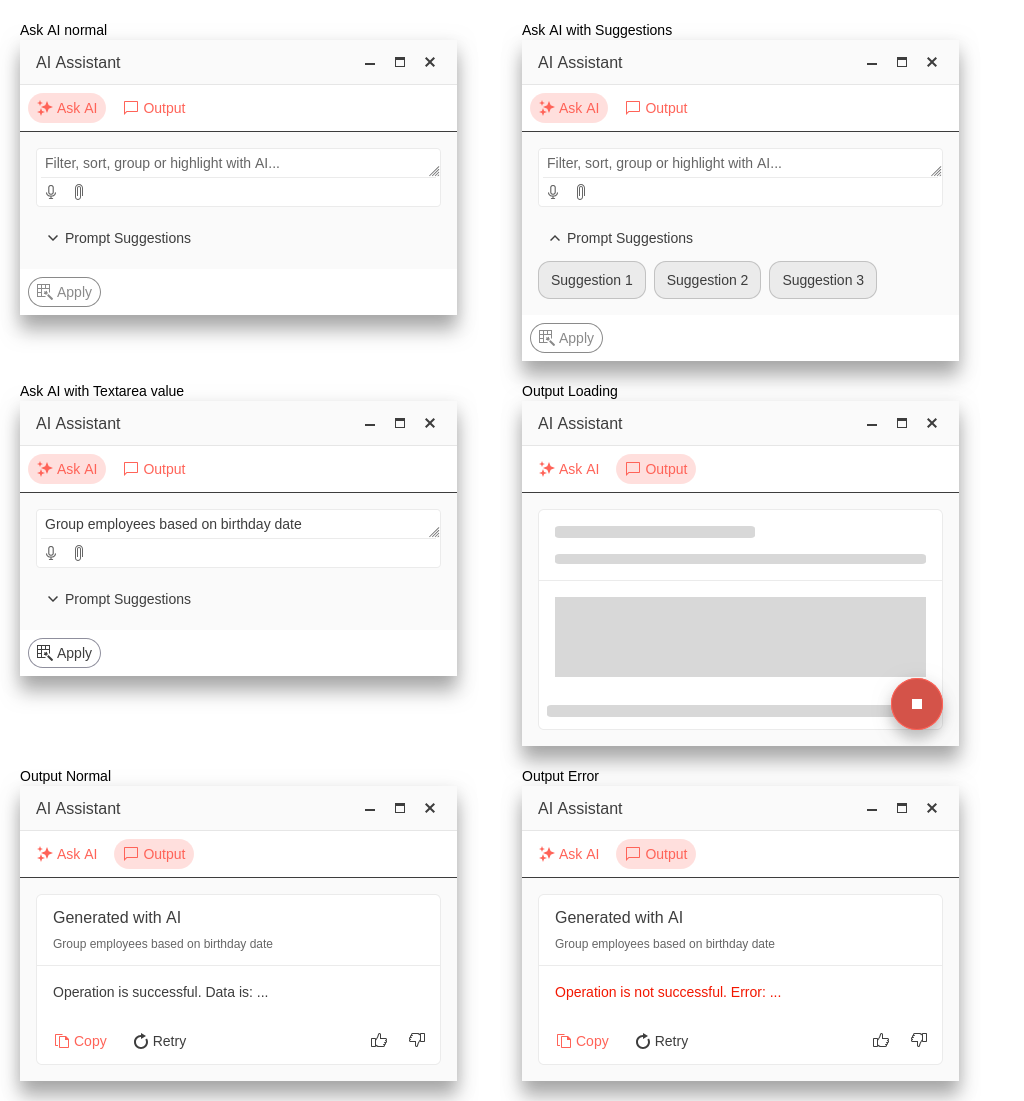 Ask AI normal
AI Assistant
Ask AI
Output
Filter, sort, group or highlight with AI...
Prompt Suggestions
Apply
Ask AI with Suggestions
AI Assistant
Ask AI
Output
Filter, sort, group or highlight with AI...
Prompt Suggestions
Suggestion 1
Suggestion 2
Suggestion 3
Apply
Ask AI with Textarea value
AI Assistant
Ask AI
Output
Group employees based on birthday date
Prompt Suggestions
Apply
Output Loading
AI Assistant
Ask AI
Output
Output Normal
AI Assistant
Ask AI
Output
Generated with AI
Group employees based on birthday date
Operation is successful. Data is: ...
Copy
Retry
Output Error
AI Assistant
Ask AI
Output
Generated with AI
Group employees based on birthday date
Operation is not successful. Error: ...
Copy
Retry